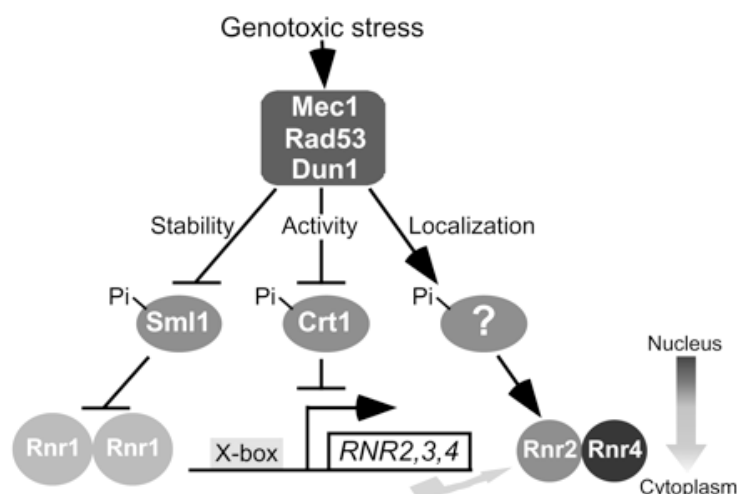 Genotoxic stress
Mec1
Rad53
Dun1
Stability
Activity
Localization
Pi
Sml1
Pi
Crt1
Pi
?
Nucleus
Rnr1
Rnr1
X-box
RNR2,3,4
Rnr2
Rnr4
Cytoplasm